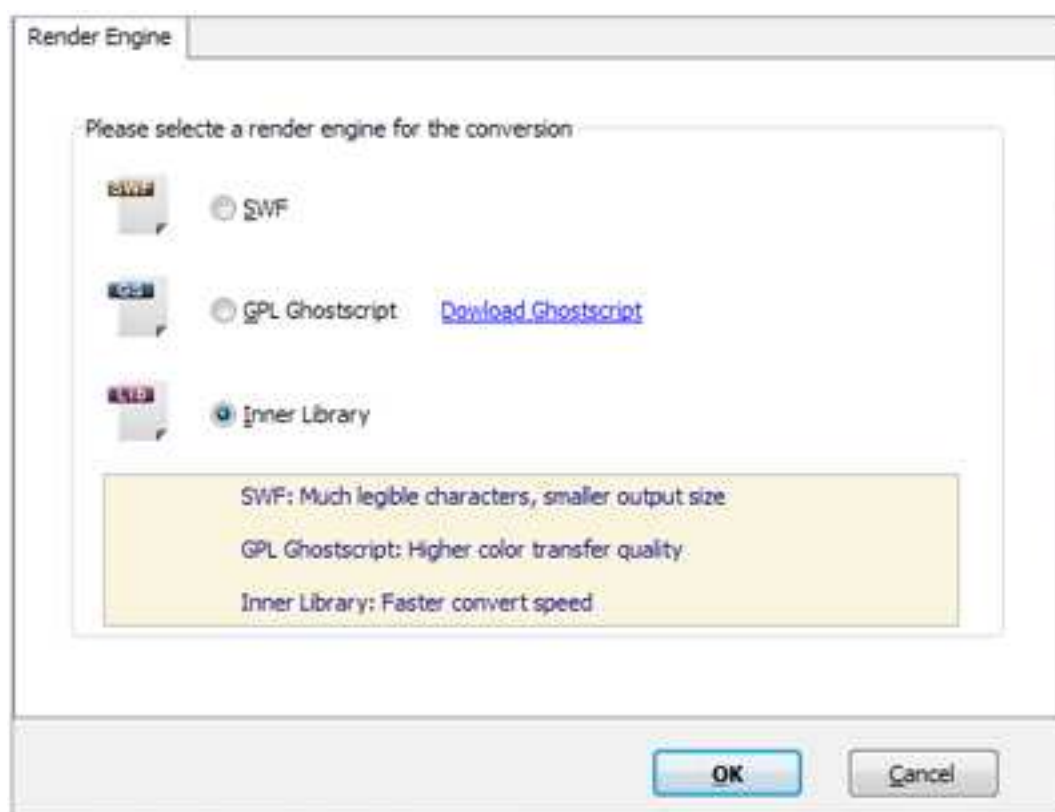 Render Engine
Please selecte a render engine for the conversion
SWF
SWF
GS
GPL Ghostscript Dowload Ghostscript
Lib
Inner Library
SWF: Much legible characters, smaller output size
GPL Ghostscript: Higher color transfer quality
Inner Library: Faster convert speed
OK
Cancel